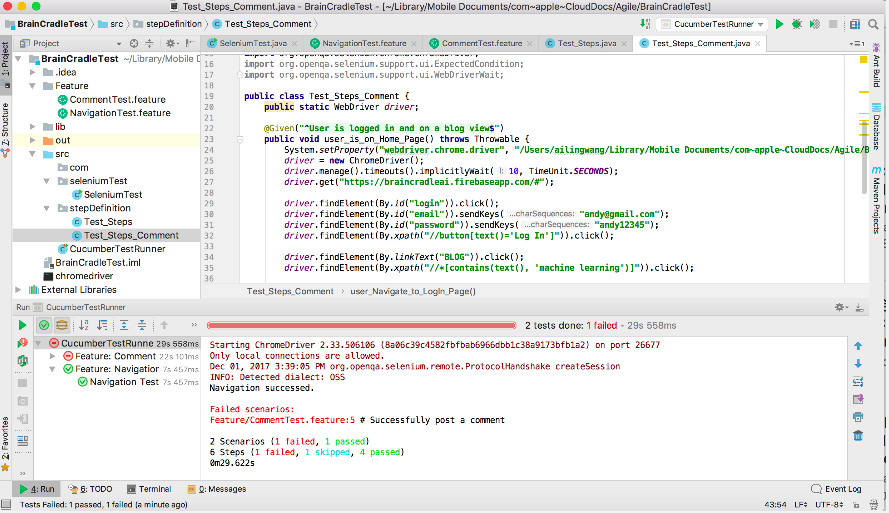 Test_Steps_Comment.java - BrainCradleTest - [~/Library/Mobile Documents/com~apple~CloudDocs/Agile/BrainCradleTest]
BrainCradleTest src stepDefinition Test_Steps_Comment CucumberTestRunner
Project SeleniumTest.java NavigationTest.feature CommentTest.feature Test_Steps.java Test_Steps_Comment.java
1: Project
Z: Structure
2: Favorites
BrainCradleTest ~/Library/Mobile D
.idea
Feature
CommentTest.feature
NavigationTest.feature
lib
out
src
com
seleniumTest
SeleniumTest
stepDefinition
Test_Steps
Test_Steps_Comment
CucumberTestRunner
BrainCradleTest.iml
chromedriver
External Libraries
16 import org.openqa.selenium.support.ui.ExpectedCondition;
17 import org.openqa.selenium.support.ui.WebDriverWait;
18
19 public class Test_Steps_Comment {
20 public static WebDriver driver;
21
22 @Given("^User is logged in and on a blog view$")
23 public void user_is_on_Home_Page() throws Throwable {
24 System.setProperty("webdriver.chrome.driver", "/Users/ailingwang/Library/Mobile Documents/com~apple~CloudDocs/Agile/B
25 driver = new ChromeDriver();
26 driver.manage().timeouts().implicitlyWait( l: 10, TimeUnit.SECONDS);
27 driver.get("https://braincradleai.firebaseapp.com/#");
28
29 driver.findElement(By.id("login")).click();
30 driver.findElement(By.id("email")).sendKeys( ...charSequences: "andy@gmail.com");
31 driver.findElement(By.id("password")).sendKeys( ...charSequences: "andy12345");
32 driver.findElement(By.xpath("//button[text()='Log In']")).click();
33
34 driver.findElement(By.linkText("BLOG")).click();
35 driver.findElement(By.xpath("//*[contains(text(), 'machine learning')]")).click();
36
Test_Steps_Comment user_Navigate_to_LogIn_Page()
Ant Build
Database
Maven Projects
Run CucumberTestRunner
2 tests done: 1 failed - 29s 558ms
CucumberTestRunne 29s 558ms
Feature: Comment 22s 101ms
Feature: Navigation 7s 457ms
Navigation Test 7s 457ms
Starting ChromeDriver 2.33.506106 (8a06c39c4582fbfbab6966dbb1c38a9173bfb1a2) on port 26677
Only local connections are allowed.
Dec 01, 2017 3:39:05 PM org.openqa.selenium.remote.ProtocolHandshake createSession
INFO: Detected dialect: OSS
Navigation successed.
Failed scenarios:
Feature/CommentTest.feature:5 # Successfully post a comment
2 Scenarios (1 failed, 1 passed)
6 Steps (1 failed, 1 skipped, 4 passed)
0m29.622s
4: Run 6: TODO Terminal 0: Messages Event Log
Tests Failed: 1 passed, 1 failed (a minute ago) 43:54 LF UTF-8